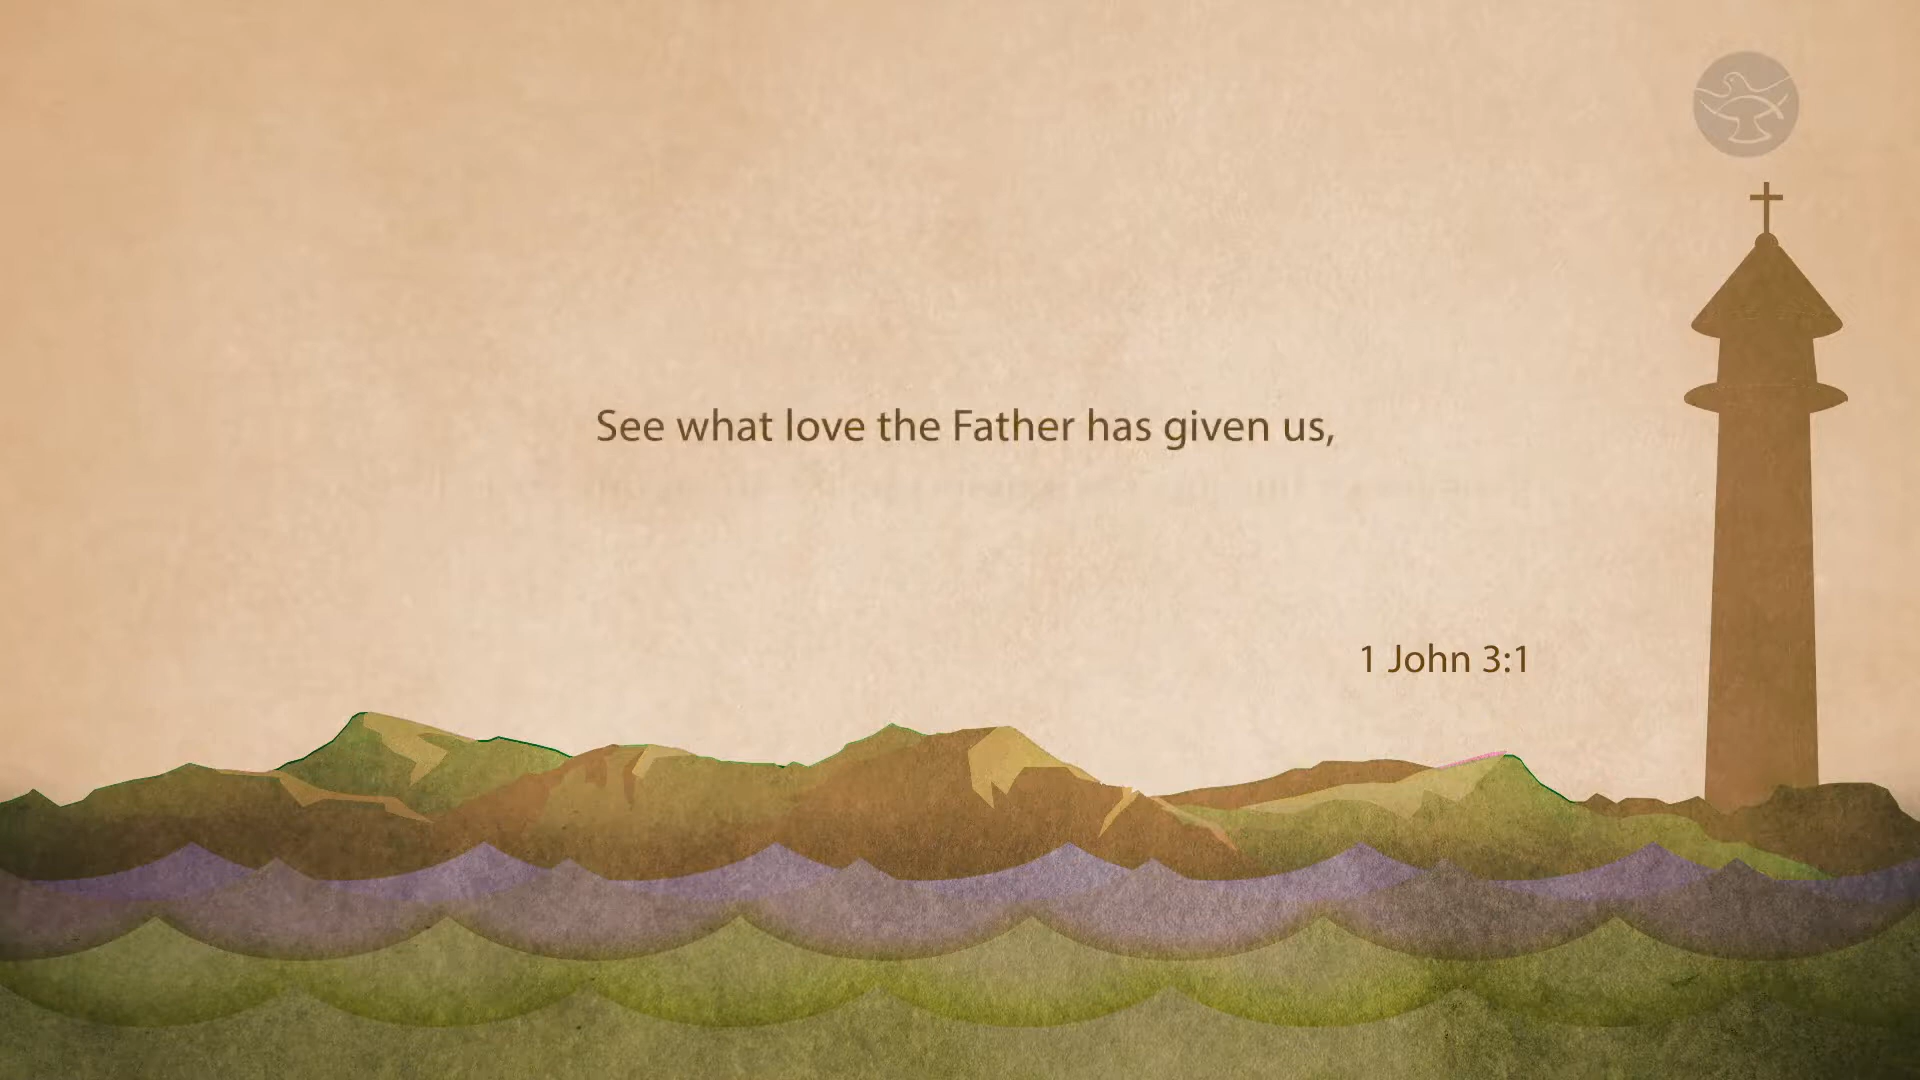 See what love the Father has given us,
1 John 3:1